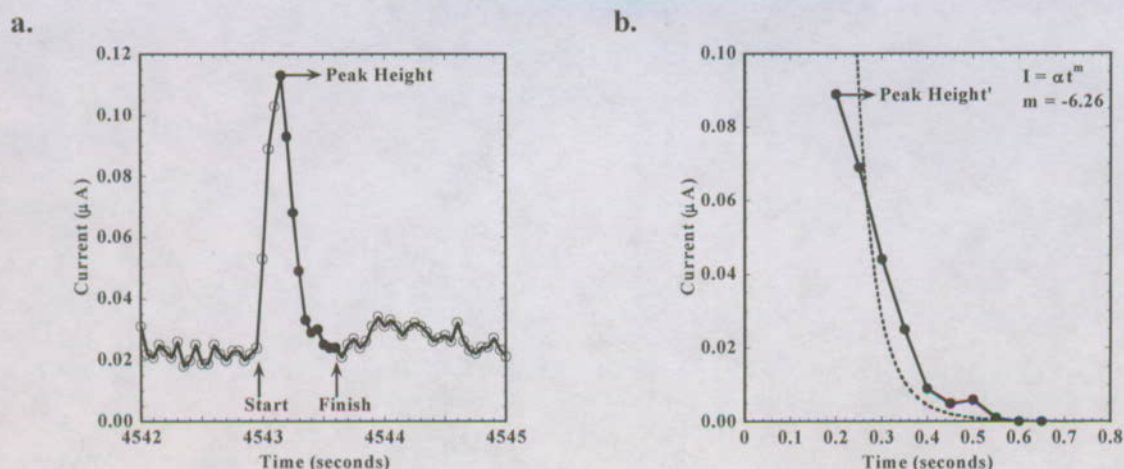 a.
0.12
0.10
0.08
0.06
0.04
0.02
0.00
Current (μA)
Peak Height
Start
Finish
4542
4543
4544
4545
Time (seconds)
b.
0.10
0.08
0.06
0.04
0.02
0.00
Current (μA)
Peak Height'
I = αt^m
m = -6.26
0
0.1
0.2
0.3
0.4
0.5
0.6
0.7
0.8
Time (seconds)